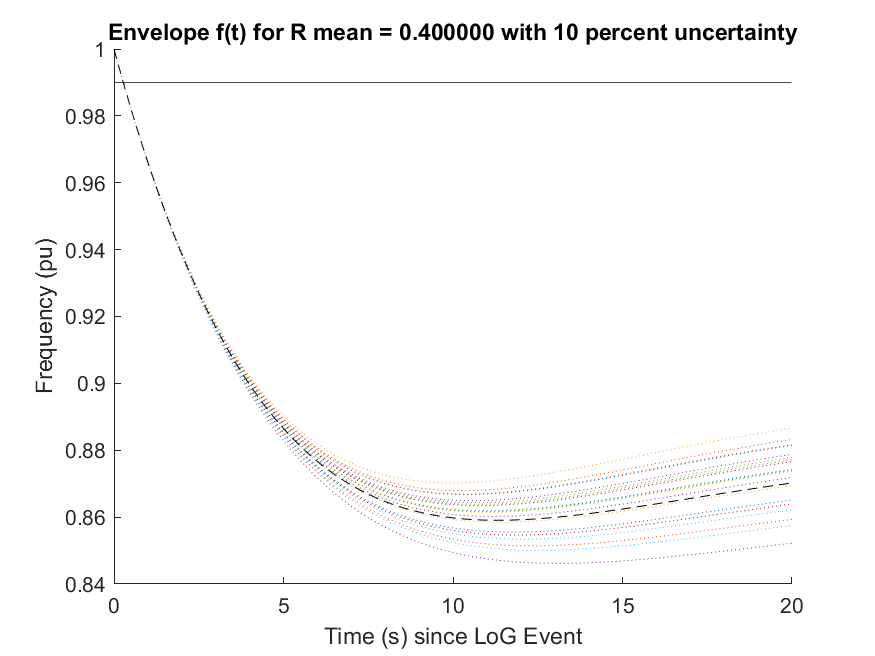 Envelope f(t) for R mean = 0.400000 with 10 percent uncertainty
1
0.98
0.96
0.94
0.92
0.9
0.88
0.86
0.84
Frequency (pu)
0 5 10 15 20
Time (s) since LoG Event